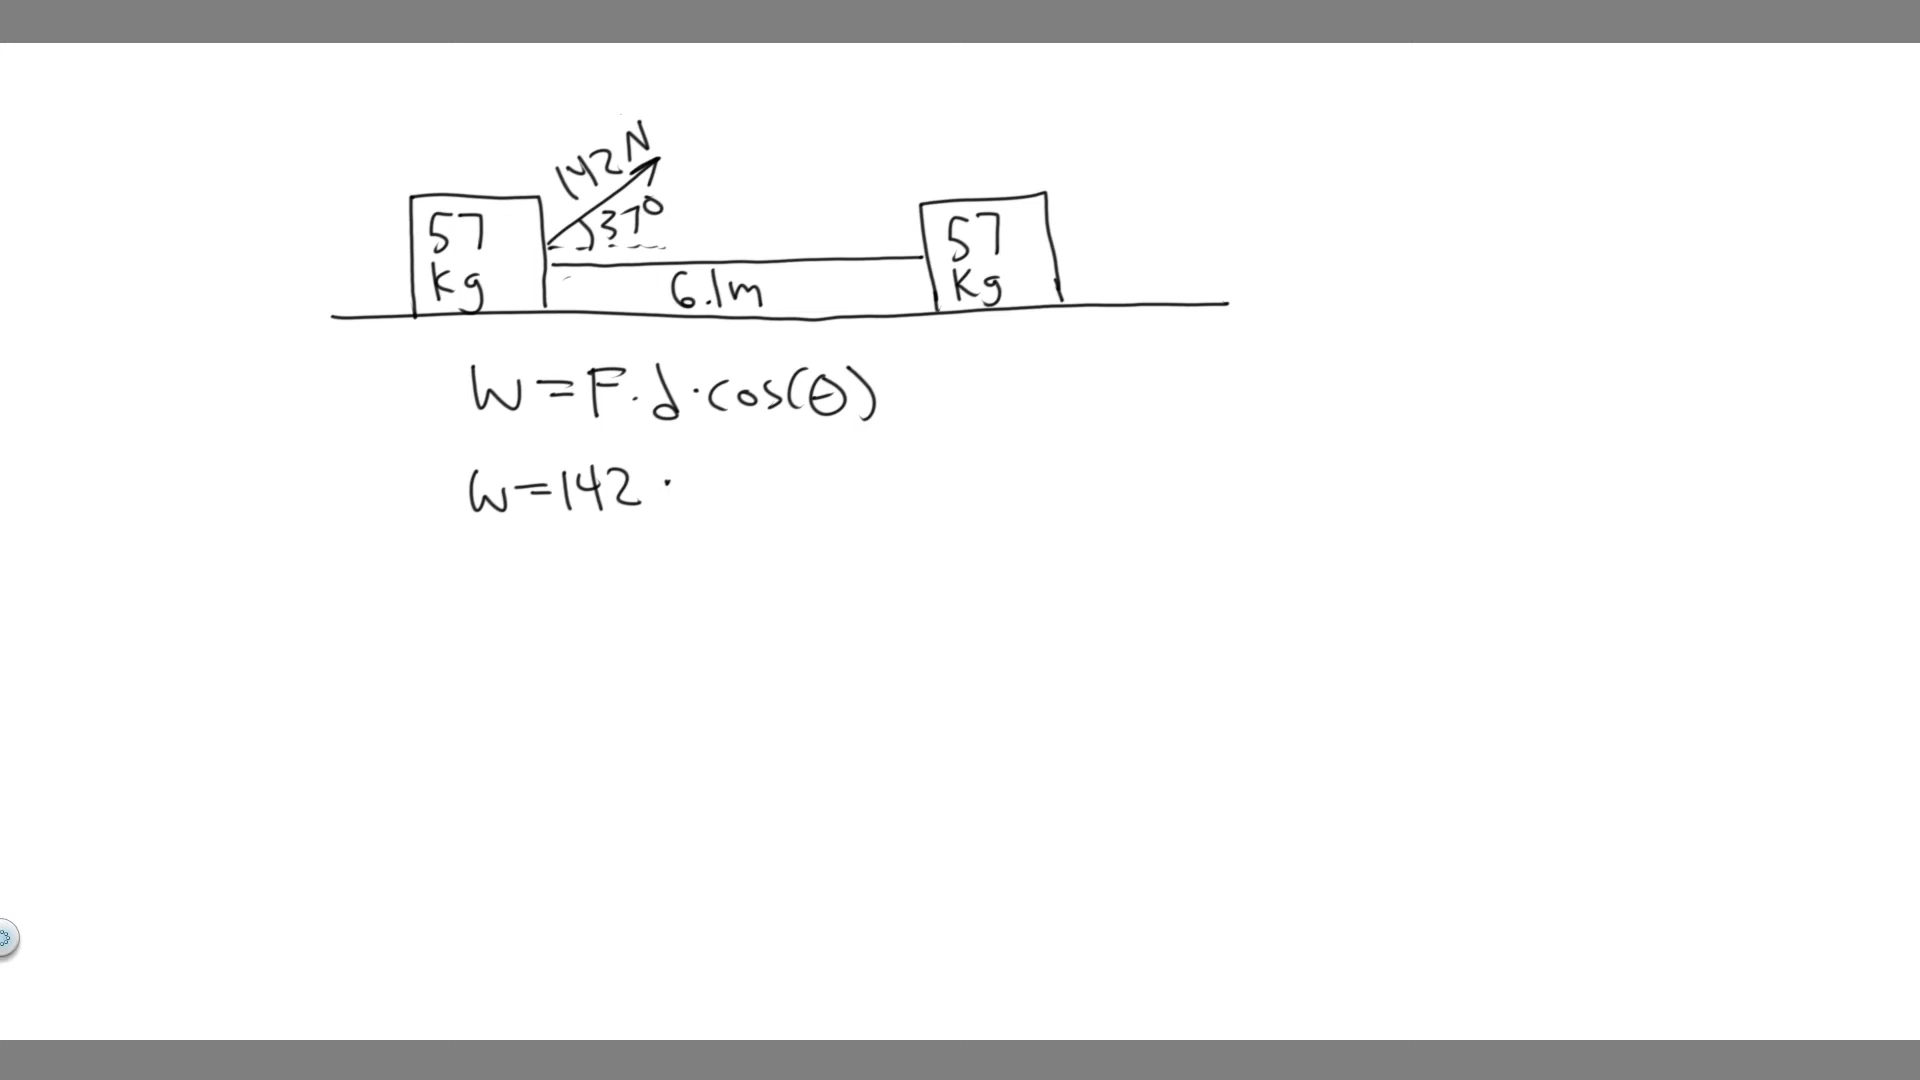 142N
37°
57 kg
6.1m
57 kg
W=F·d·cos(θ)
W=142·